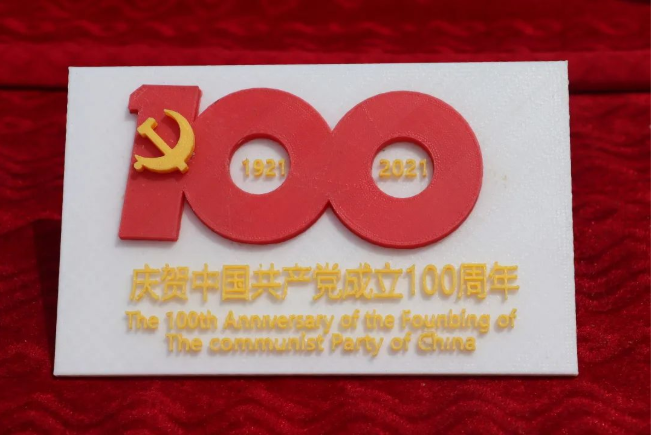 100
1921 2021
庆贺中国共产党成立100周年
The 100th Anniversary of the Founding of
The communist Party of China